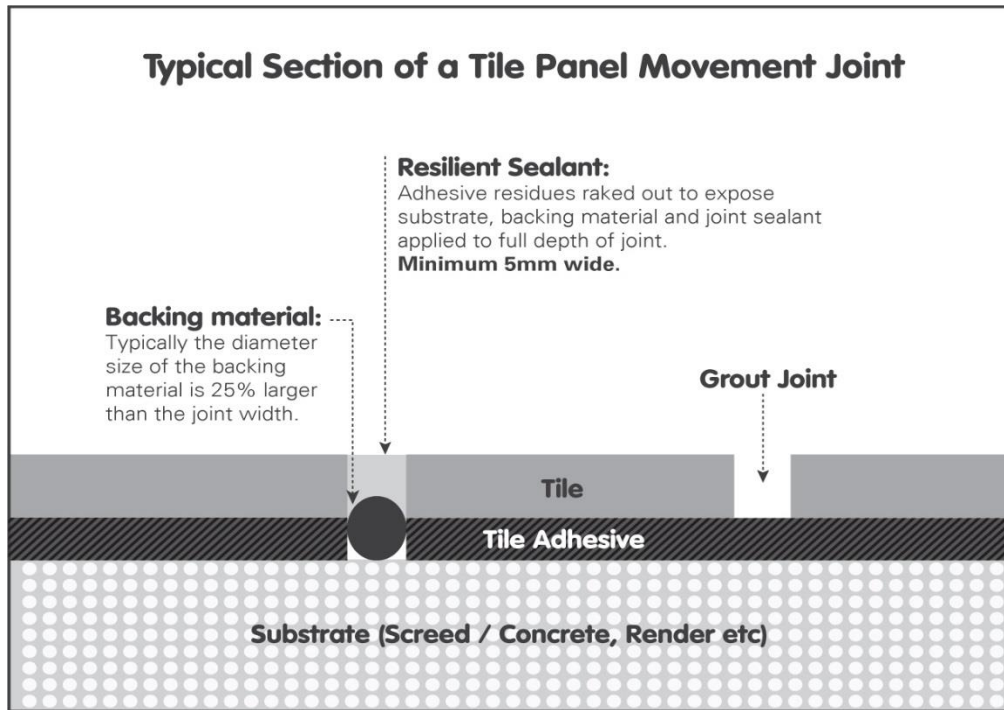 Typical Section of a Tile Panel Movement Joint
Resilient Sealant:
Adhesive residues raked out to expose
substrate, backing material and joint sealant
applied to full depth of joint.
Minimum 5mm wide.
Backing material:
Typically the diameter
size of the backing
material is 25% larger
than the joint width.
Grout Joint
Tile
Tile Adhesive
Substrate (Screed / Concrete, Render etc)